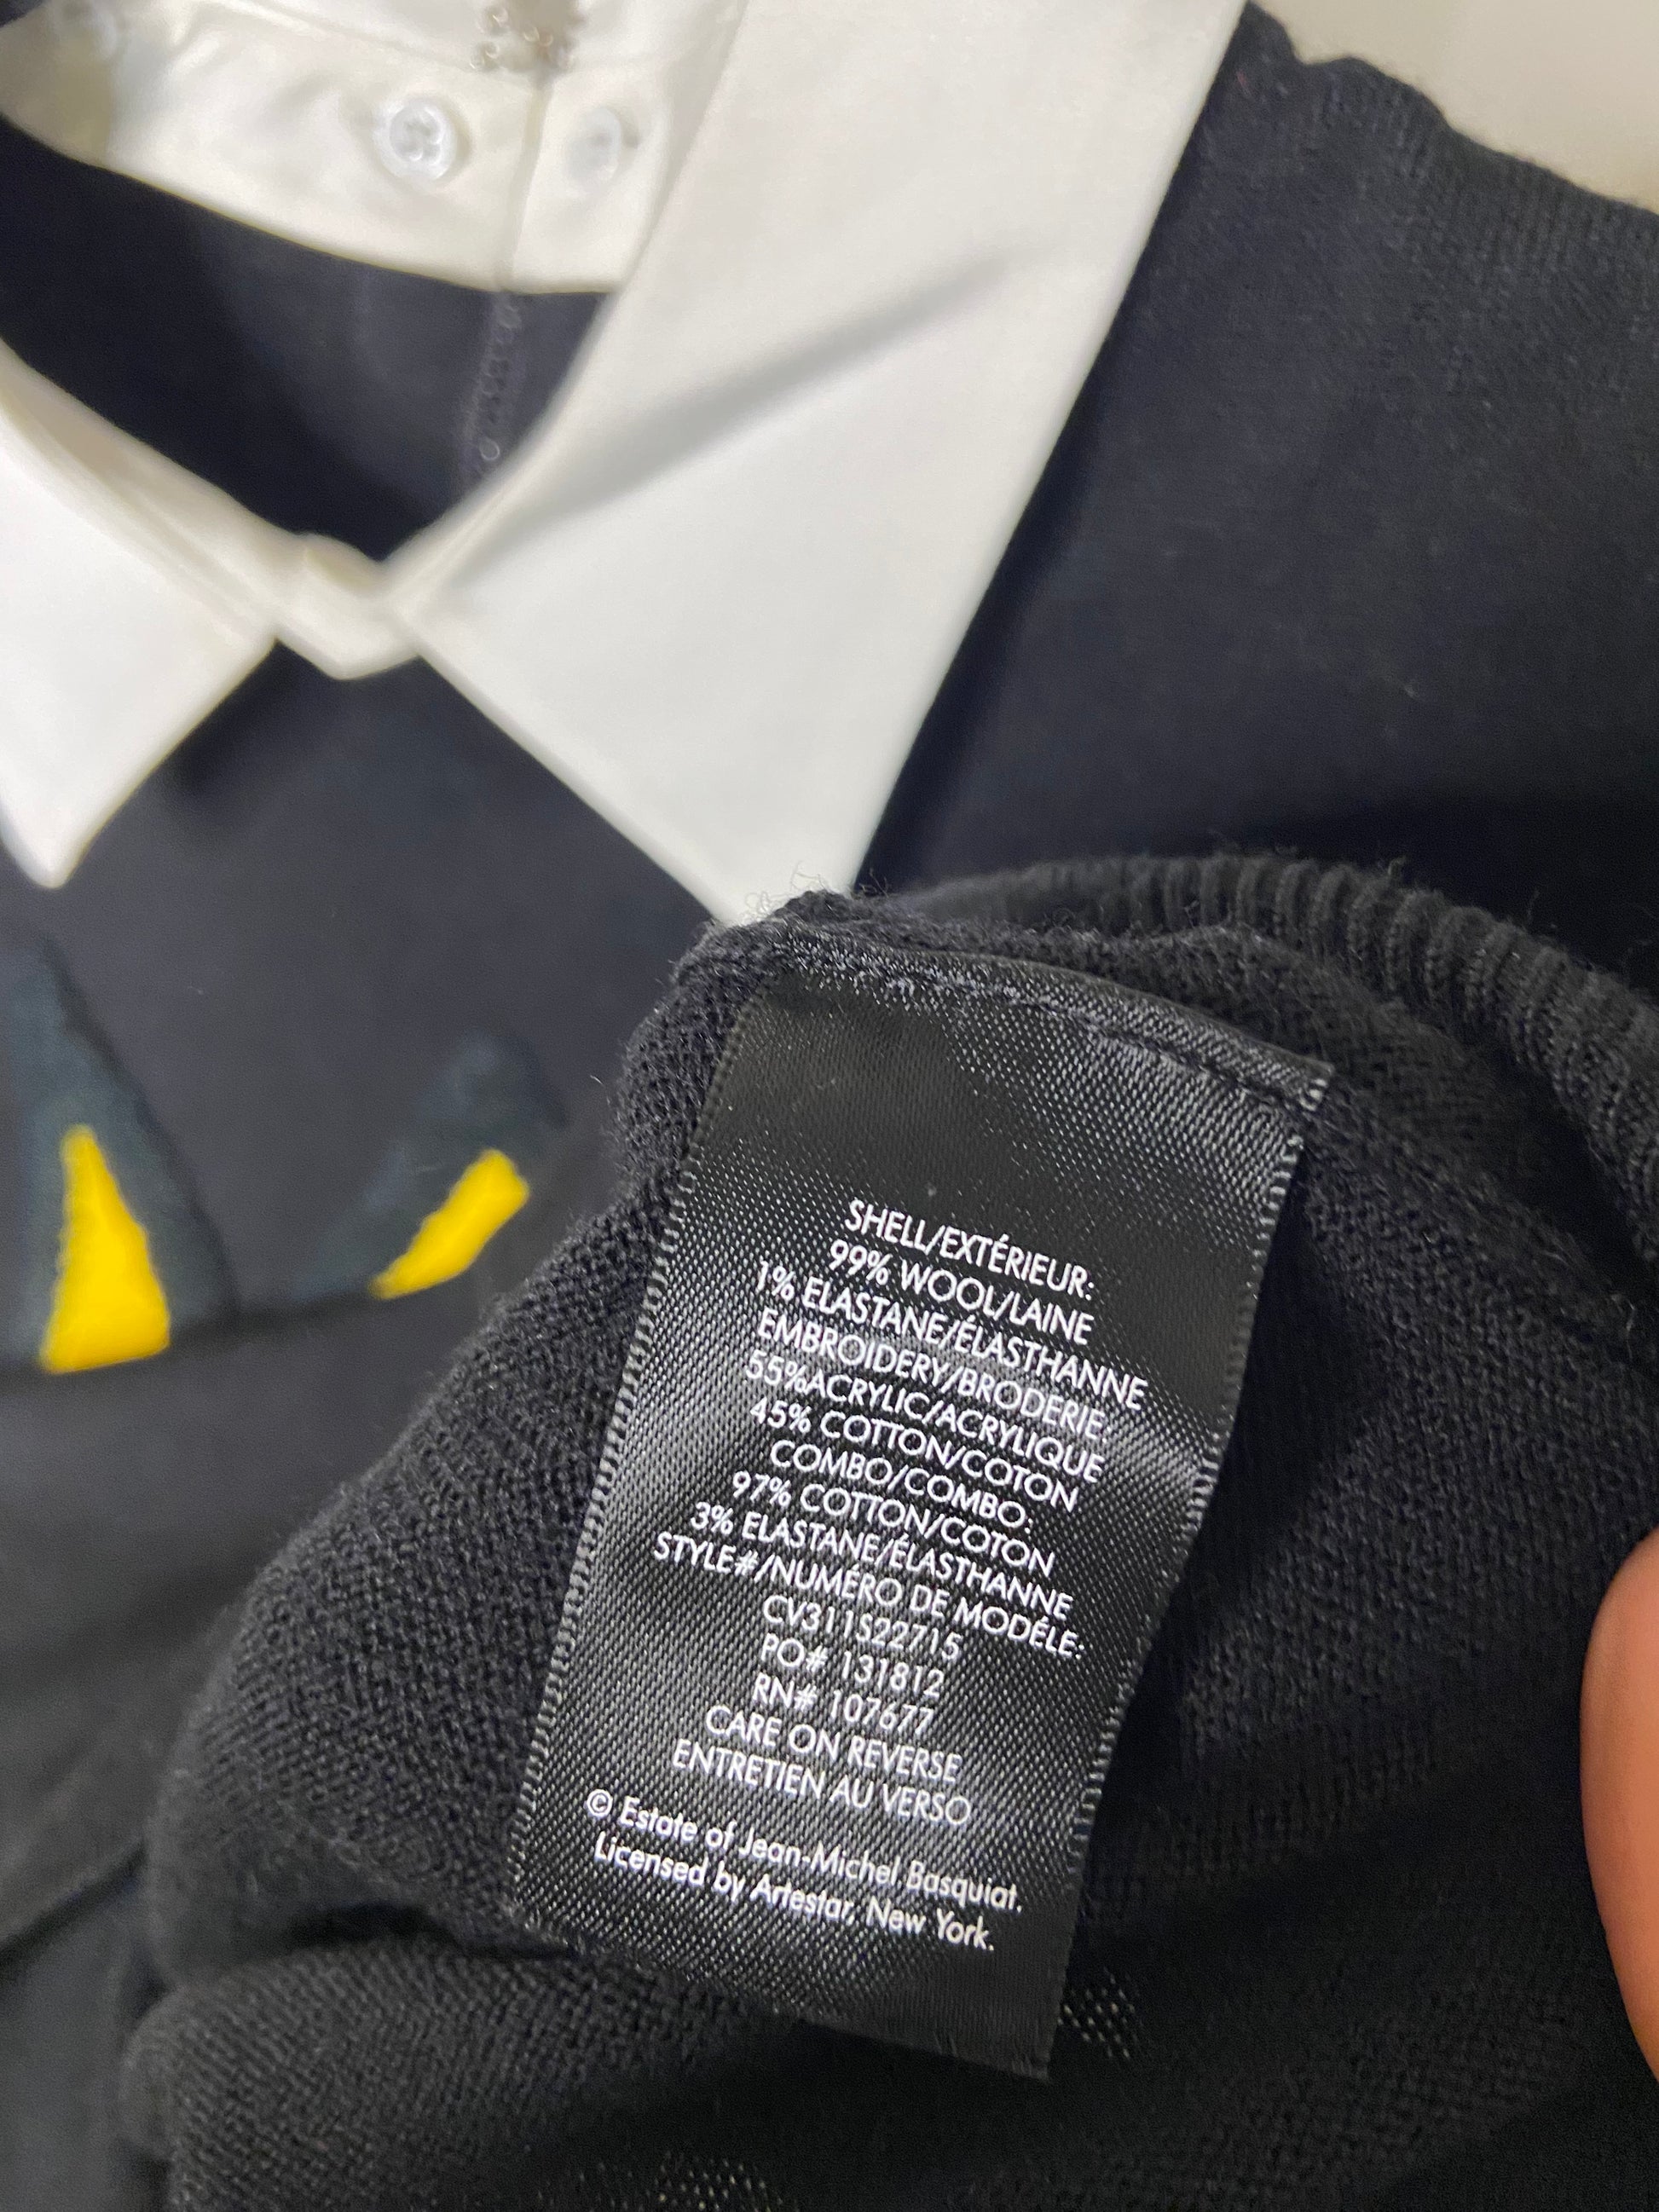 SHELL/EXTÉRIEUR:
99% WOOL/LAINE
1% ELASTANE/ÉLASTHANNE
EMBROIDERY/BRODERIE:
55%ACRYLIC/ACRYLIQUE
45% COTTON/COTON
COMBO/COMBO:
97% COTTON/COTON
3% ELASTANE/ÉLASTHANNE
STYLE#/NUMÉRO DE MODÉLE:
CV311S22715
PO# 131812
RN# 107677
CARE ON REVERSE
ENTRETIEN AU VERSO
© Estate of Jean-Michel Basquiat.
Licensed by Artestar, New York.